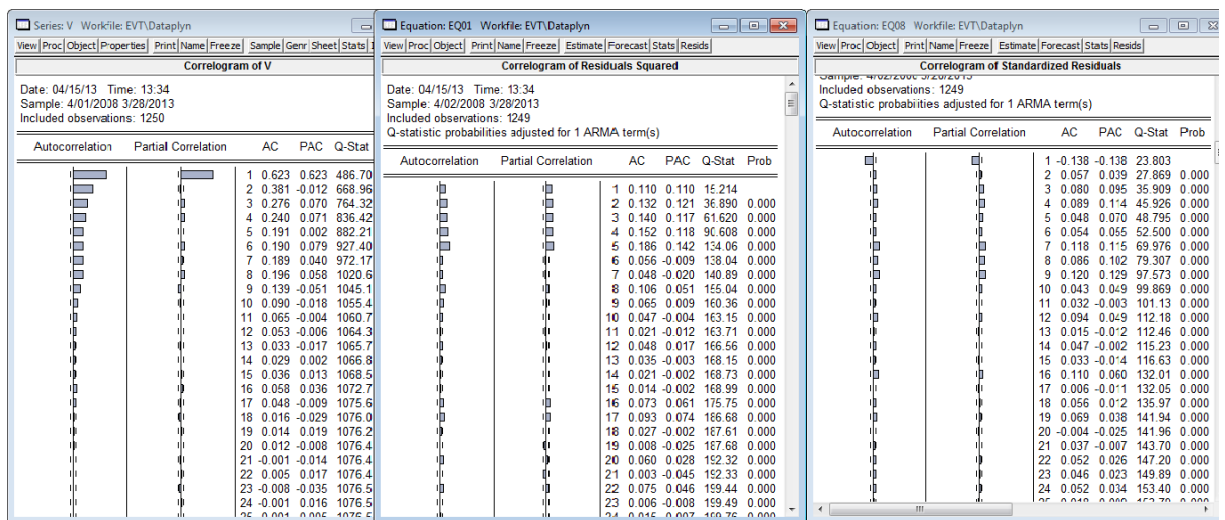 Series: V Workfile: EVT\Dataplyn
View Proc Object Properties Print Name Freeze Sample Genr Sheet Stats
Correlogram of V
Date: 04/15/13 Time: 13:34
Sample: 4/01/2008 3/28/2013
Included observations: 1250
Autocorrelation Partial Correlation AC PAC Q-Stat
1 0.623 0.623 486.70
2 0.381 -0.012 668.96
3 0.276 0.070 764.32
4 0.240 0.071 836.42
5 0.191 0.002 882.21
6 0.190 0.079 927.40
7 0.189 0.040 972.17
8 0.196 0.058 1020.6
9 0.139 -0.051 1045.1
10 0.090 -0.018 1055.4
11 0.065 -0.004 1060.7
12 0.053 -0.006 1064.3
13 0.033 -0.017 1065.7
14 0.029 0.002 1066.8
15 0.036 0.013 1068.5
16 0.058 0.036 1072.7
17 0.048 -0.009 1075.6
18 0.016 -0.029 1076.0
19 0.014 0.019 1076.2
20 0.012 -0.008 1076.4
21 -0.001 -0.014 1076.4
22 0.005 0.017 1076.4
23 -0.008 -0.035 1076.5
24 -0.001 0.016 1076.5
Equation: EQ01 Workfile: EVT\Dataplyn
View Proc Object Print Name Freeze Estimate Forecast Stats Resids
Correlogram of Residuals Squared
Date: 04/15/13 Time: 13:34
Sample: 4/02/2008 3/28/2013
Included observations: 1249
Q-statistic probabilities adjusted for 1 ARMA term(s)
Autocorrelation Partial Correlation AC PAC Q-Stat Prob
1 0.110 0.110 15.214
2 0.132 0.121 36.890 0.000
3 0.140 0.117 61.620 0.000
4 0.152 0.118 90.608 0.000
5 0.186 0.142 134.06 0.000
6 0.056 -0.009 138.04 0.000
7 0.048 -0.020 140.89 0.000
8 0.106 0.051 155.04 0.000
9 0.065 0.009 160.36 0.000
10 0.047 -0.004 163.15 0.000
11 0.021 -0.012 163.71 0.000
12 0.048 0.017 166.56 0.000
13 0.035 -0.003 168.15 0.000
14 0.021 -0.002 168.73 0.000
15 0.014 -0.002 168.99 0.000
16 0.073 0.061 175.75 0.000
17 0.093 0.074 186.68 0.000
18 0.027 -0.002 187.61 0.000
19 0.008 -0.025 187.68 0.000
20 0.060 0.028 192.32 0.000
21 0.003 -0.045 192.33 0.000
22 0.075 0.046 199.44 0.000
23 0.006 -0.008 199.49 0.000
Equation: EQ08 Workfile: EVT\Dataplyn
View Proc Object Print Name Freeze Estimate Forecast Stats Resids
Correlogram of Standardized Residuals
Sample: 4/02/2008 3/28/2013
Included observations: 1249
Q-statistic probabilities adjusted for 1 ARMA term(s)
Autocorrelation Partial Correlation AC PAC Q-Stat Prob
1 -0.138 -0.138 23.803
2 0.057 0.039 27.869 0.000
3 0.080 0.095 35.909 0.000
4 0.089 0.114 45.926 0.000
5 0.048 0.070 48.795 0.000
6 0.054 0.055 52.500 0.000
7 0.118 0.115 69.976 0.000
8 0.086 0.102 79.307 0.000
9 0.120 0.129 97.573 0.000
10 0.043 0.049 99.869 0.000
11 0.032 -0.003 101.13 0.000
12 0.094 0.049 112.18 0.000
13 0.015 -0.012 112.46 0.000
14 0.047 -0.002 115.23 0.000
15 0.033 -0.014 116.63 0.000
16 0.110 0.060 132.01 0.000
17 0.006 -0.011 132.05 0.000
18 0.056 0.012 135.97 0.000
19 0.069 0.038 141.94 0.000
20 -0.004 -0.025 141.96 0.000
21 0.037 -0.007 143.70 0.000
22 0.052 0.026 147.20 0.000
23 0.046 0.023 149.89 0.000
24 0.052 0.034 153.40 0.000